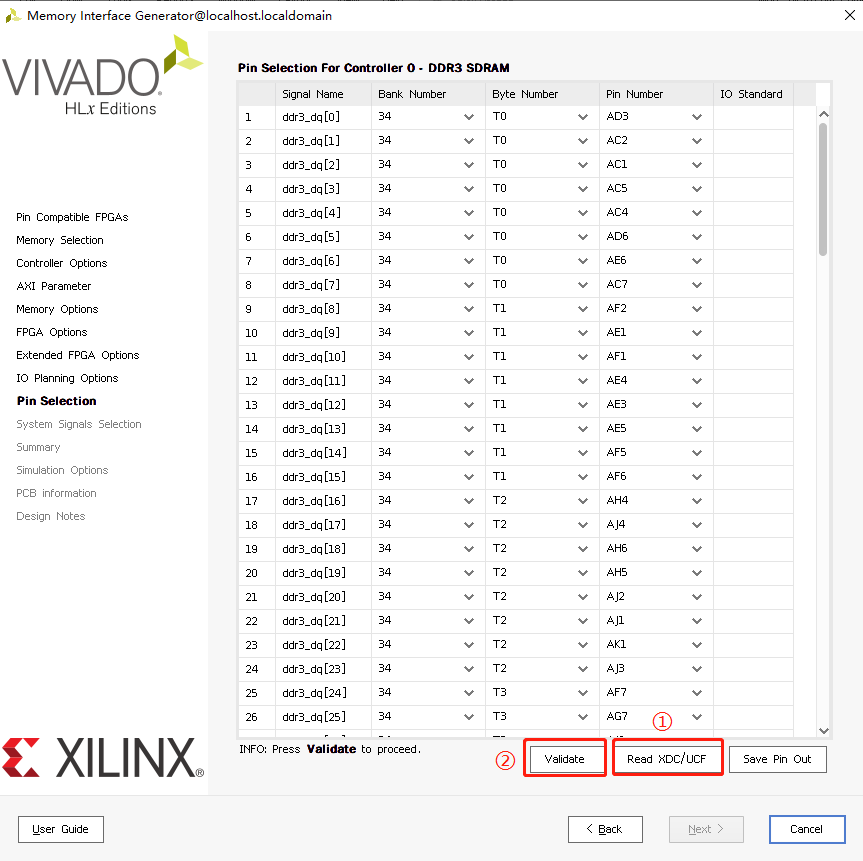 Memory Interface Generator@localhost.localdomain
VIVADO.
HLx Editions
Pin Compatible FPGAs
Memory Selection
Controller Options
AXI Parameter
Memory Options
FPGA Options
Extended FPGA Options
IO Planning Options
Pin Selection
System Signals Selection
Summary
Simulation Options
PCB information
Design Notes
XILINX®
Pin Selection For Controller 0 - DDR3 SDRAM
Signal Name Bank Number Byte Number Pin Number IO Standard
1 ddr3_dq[0] 34 T0 AD3
2 ddr3_dq[1] 34 T0 AC2
3 ddr3_dq[2] 34 T0 AC1
4 ddr3_dq[3] 34 T0 AC5
5 ddr3_dq[4] 34 T0 AC4
6 ddr3_dq[5] 34 T0 AD6
7 ddr3_dq[6] 34 T0 AE6
8 ddr3_dq[7] 34 T0 AC7
9 ddr3_dq[8] 34 T1 AF2
10 ddr3_dq[9] 34 T1 AE1
11 ddr3_dq[10] 34 T1 AF1
12 ddr3_dq[11] 34 T1 AE4
13 ddr3_dq[12] 34 T1 AE3
14 ddr3_dq[13] 34 T1 AE5
15 ddr3_dq[14] 34 T1 AF5
16 ddr3_dq[15] 34 T1 AF6
17 ddr3_dq[16] 34 T2 AH4
18 ddr3_dq[17] 34 T2 AJ4
19 ddr3_dq[18] 34 T2 AH6
20 ddr3_dq[19] 34 T2 AH5
21 ddr3_dq[20] 34 T2 AJ2
22 ddr3_dq[21] 34 T2 AJ1
23 ddr3_dq[22] 34 T2 AK1
24 ddr3_dq[23] 34 T2 AJ3
25 ddr3_dq[24] 34 T3 AF7
26 ddr3_dq[25] 34 T3 AG7
①
INFO: Press Validate to proceed.
② Validate Read XDC/UCF Save Pin Out
User Guide < Back Next > Cancel